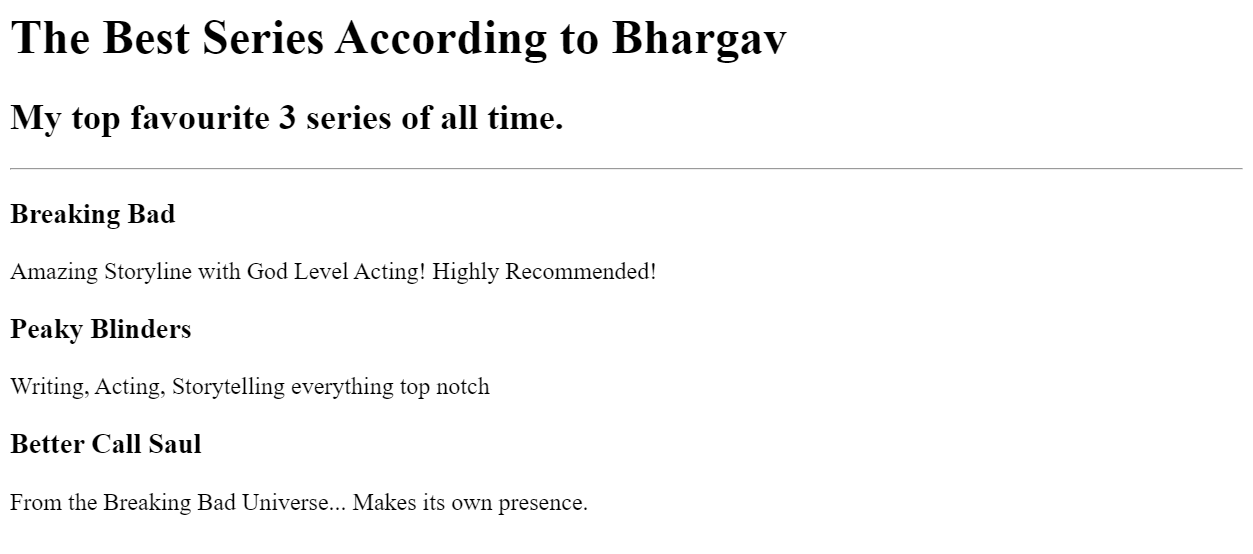 The Best Series According to Bhargav
My top favourite 3 series of all time.
Breaking Bad
Amazing Storyline with God Level Acting! Highly Recommended!
Peaky Blinders
Writing, Acting, Storytelling everything top notch
Better Call Saul
From the Breaking Bad Universe... Makes its own presence.